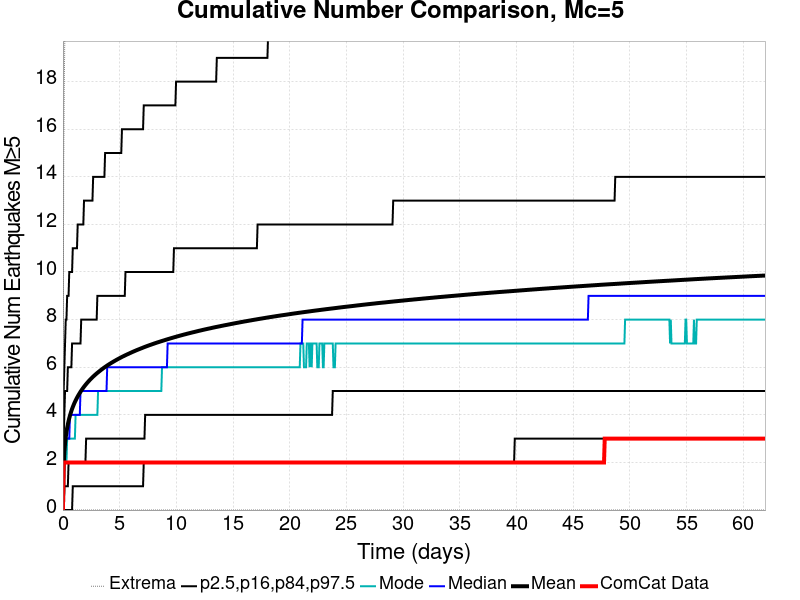 Cumulative Number Comparison, Mc=5
Cumulative Num Earthquakes M≥5
18
16
14
12
10
8
6
4
2
0
0 5 10 15 20 25 30 35 40 45 50 55 60
Time (days)
Extrema p2.5,p16,p84,p97.5 Mode Median Mean ComCat Data